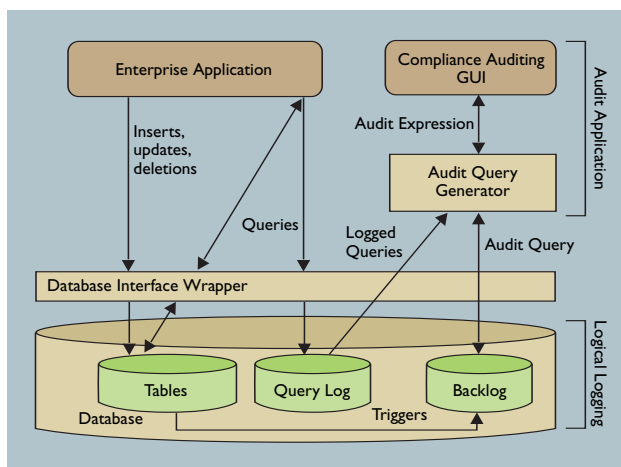 Enterprise Application
Compliance Auditing
GUI
Audit Application
Inserts,
updates,
deletions
Audit Expression
Audit Query
Generator
Queries
Logged
Queries
Audit Query
Database Interface Wrapper
Logical Logging
Tables
Query Log
Backlog
Database
Triggers